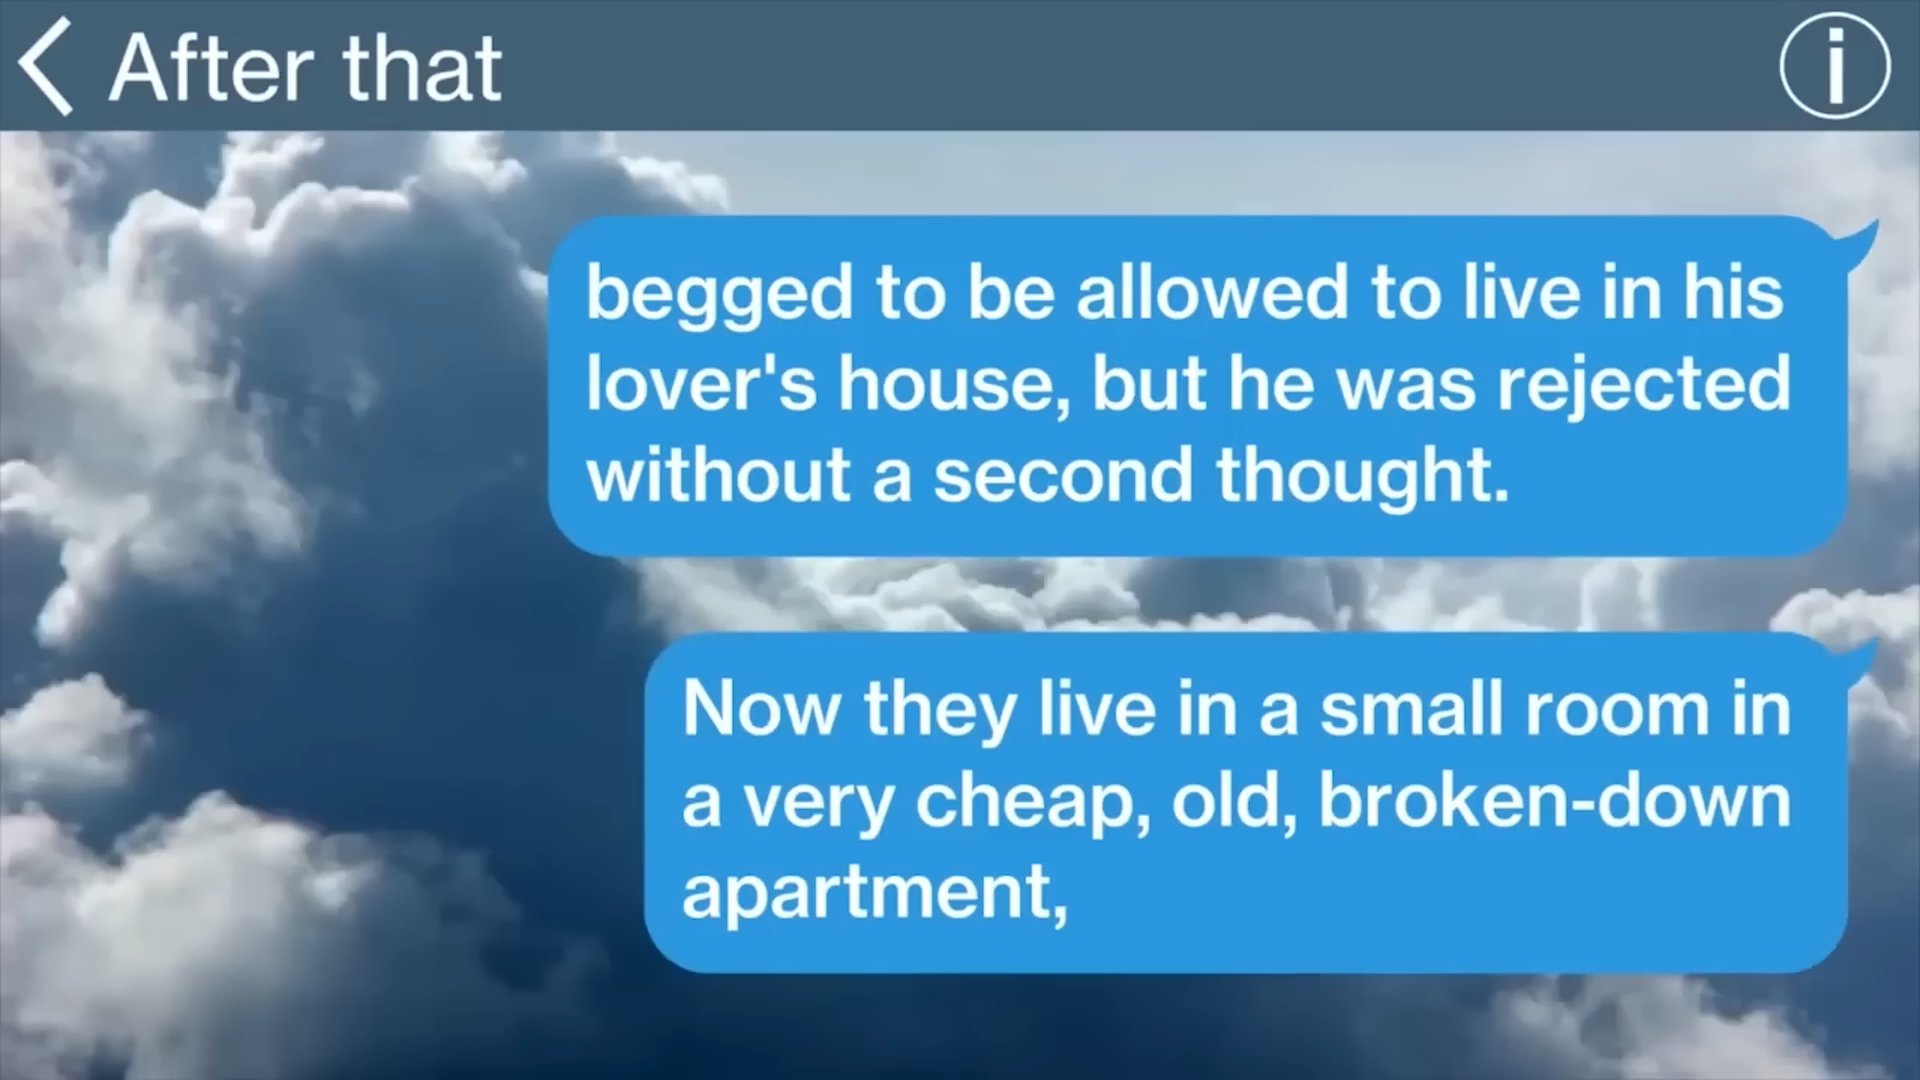 After that
begged to be allowed to live in his
lover's house, but he was rejected
without a second thought.
Now they live in a small room in
a very cheap, old, broken-down
apartment,